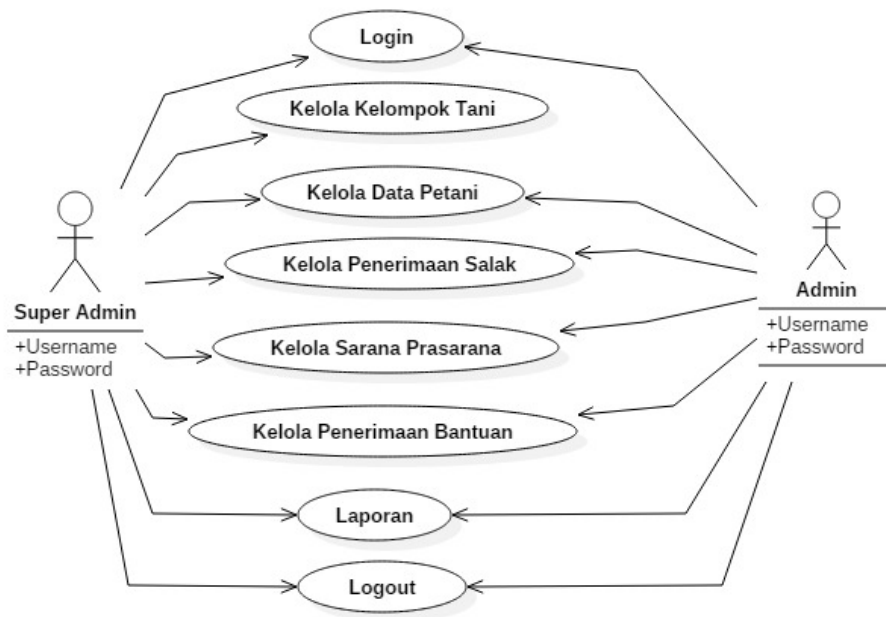 Login
Kelola Kelompok Tani
Kelola Data Petani
Kelola Penerimaan Salak
Super Admin
+Username
+Password
Admin
+Username
+Password
Kelola Sarana Prasarana
Kelola Penerimaan Bantuan
Laporan
Logout